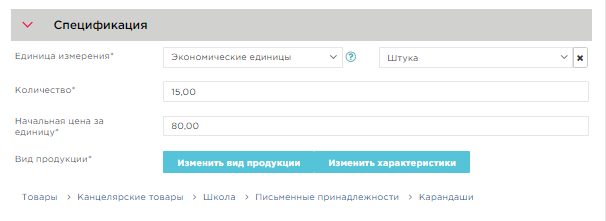 Спецификация
Единица измерения* Экономические единицы ? Штука ×
Количество* 15,00
Начальная цена за
единицу* 80,00
Вид продукции* Изменить вид продукции Изменить характеристики
Товары > Канцелярские товары > Школа > Письменные принадлежности > Карандаши